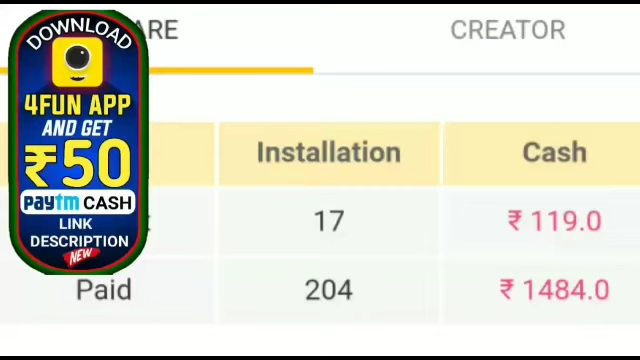 DOWNLOAD
4FUN APP
AND GET
₹50
Paytm CASH
LINK
DESCRIPTION
NEW
ARE CREATOR
Installation Cash
17 ₹ 119.0
Paid 204 ₹ 1484.0